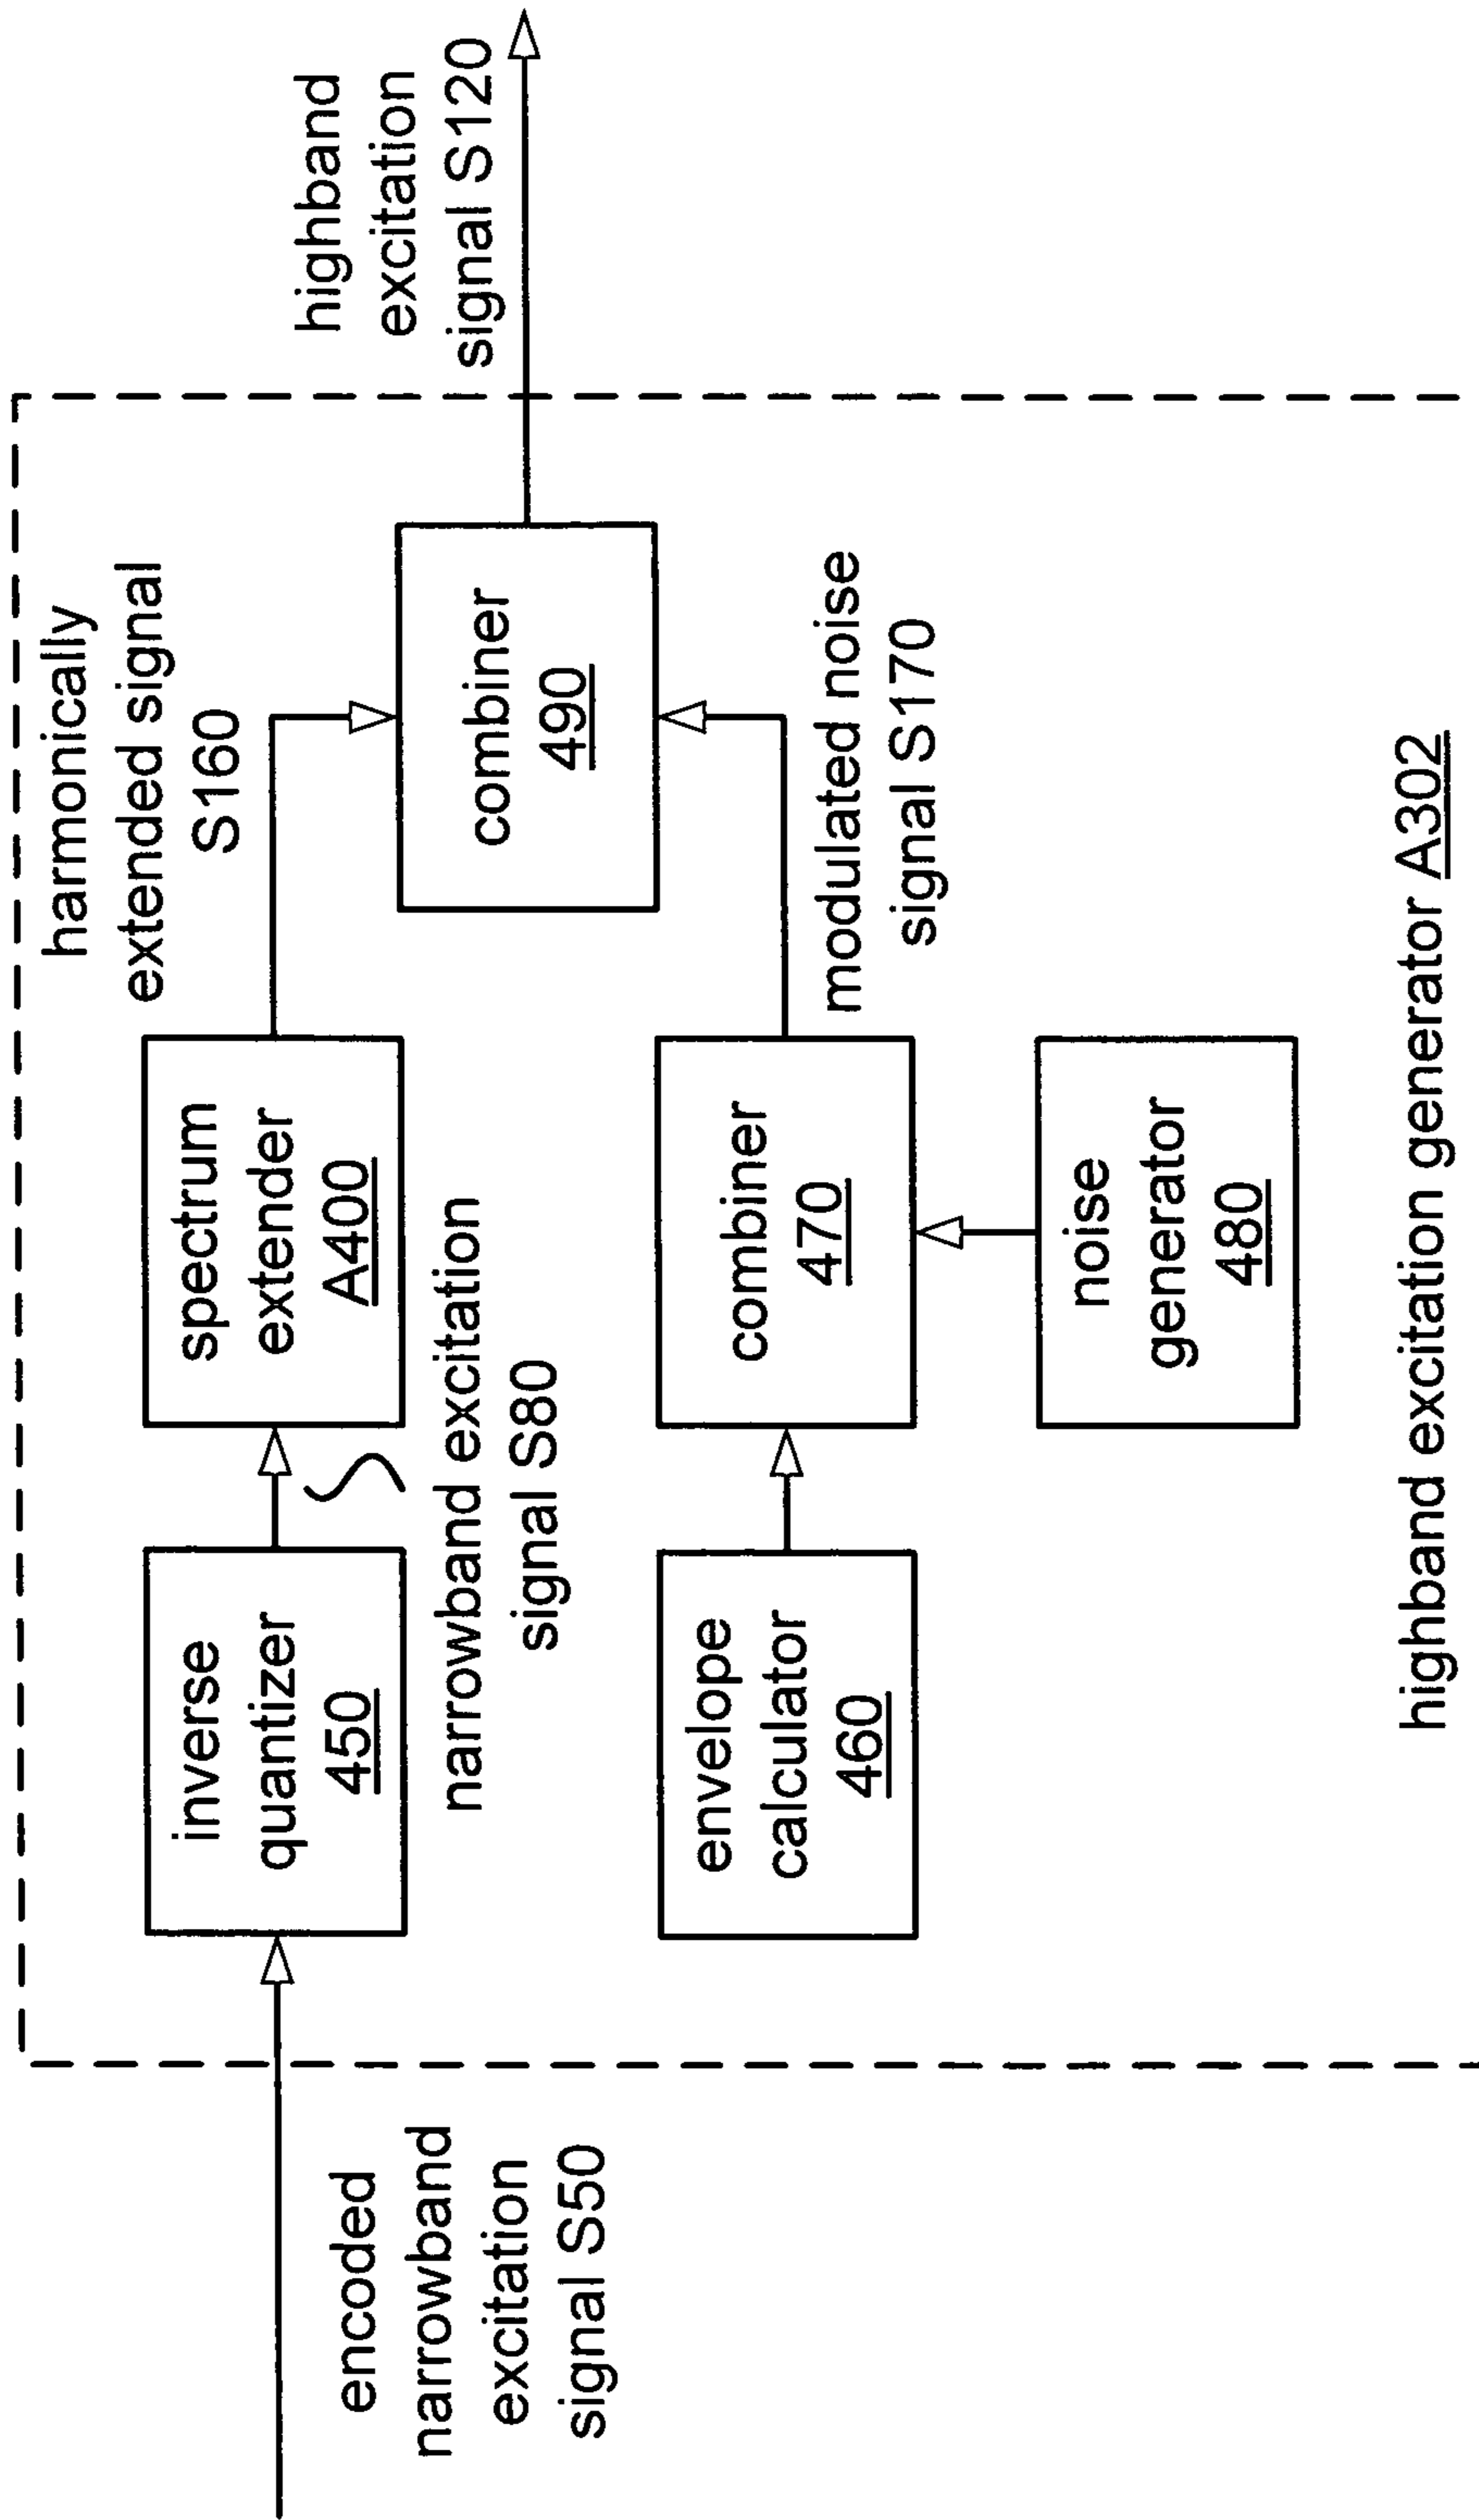 encoded
narrowband
excitation
signal S50
inverse
quantizer
450
narrowband excitation
signal S80
spectrum
extender
A400
harmonically
extended signal
S160
envelope
calculator
460
combiner
470
noise
generator
480
modulated noise
signal S170
combiner
490
highband
excitation
signal S120
highband excitation generator A302